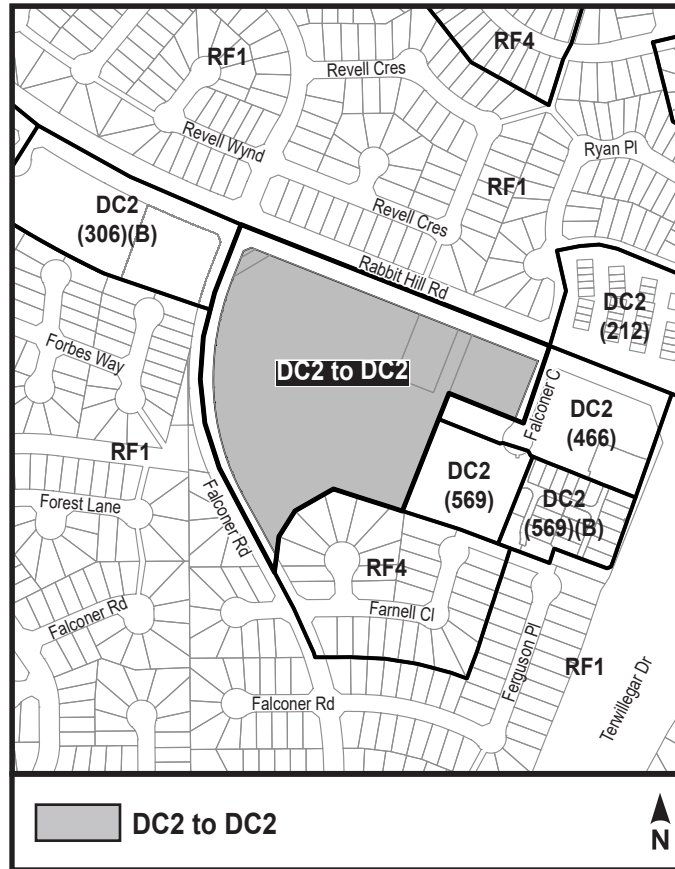 RF4
RF1
Revell Cres
Revell Wynd
Ryan Pl
RF1
DC2
(306)(B)
Revell Cres
Rabbit Hill Rd
DC2
(212)
Forbes Way
DC2 to DC2
Falconer C
DC2
(466)
RF1
DC2
(569)
DC2
(569)(B)
Forest Lane
Falconer Rd
RF4
Falconer Rd
Farnell Cl
Ferguson Pl
RF1
Terwillegar Dr
Falconer Rd
DC2 to DC2
N